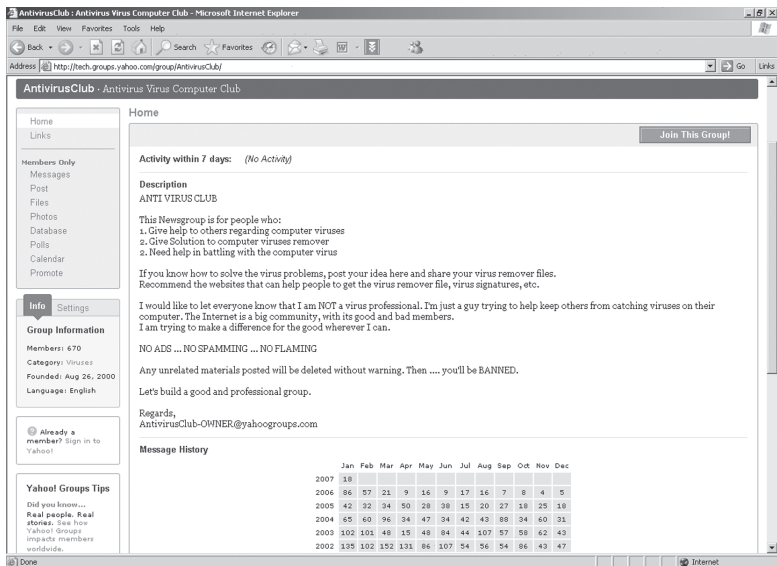 AntivirusClub : Antivirus Virus Computer Club - Microsoft Internet Explorer
File Edit View Favorites Tools Help
Back Search Favorites
Address http://tech.groups.yahoo.com/group/AntivirusClub/ Go Links
AntivirusClub · Antivirus Virus Computer Club
Home
Links
Members Only
Messages
Post
Files
Photos
Database
Polls
Calendar
Promote
Info Settings
Group Information
Members: 670
Category: Viruses
Founded: Aug 26, 2000
Language: English
Already a
member? Sign in to
Yahoo!
Yahoo! Groups Tips
Did you know...
Real people. Real
stories. See how
Yahoo! Groups
impacts members
worldwide.
Home
Join This Group!
Activity within 7 days: (No Activity)
Description
ANTI VIRUS CLUB
This Newsgroup is for people who:
1. Give help to others regarding computer viruses
2. Give Solution to computer viruses remover
2. Need help in battling with the computer virus
If you know how to solve the virus problems, post your idea here and share your virus remover files.
Recommend the websites that can help people to get the virus remover file, virus signatures, etc.
I would like to let everyone know that I am NOT a virus professional. I'm just a guy trying to help keep others from catching viruses on their
computer. The Internet is a big community, with its good and bad members.
I am trying to make a difference for the good wherever I can.
NO ADS ... NO SPAMMING ... NO FLAMING
Any unrelated materials posted will be deleted without warning. Then .... you'll be BANNED.
Let's build a good and professional group.
Regards,
AntivirusClub-OWNER@yahoogroups.com
Message History
Jan Feb Mar Apr May Jun Jul Aug Sep Oct Nov Dec
2007 18
2006 86 57 21 9 16 9 17 16 7 8 4 5
2005 42 32 34 50 28 38 15 20 27 18 25 18
2004 65 60 96 34 47 34 42 43 88 34 60 31
2003 102 101 48 15 48 84 44 107 57 58 62 43
2002 135 102 152 131 86 107 54 56 54 86 43 47
Done Internet